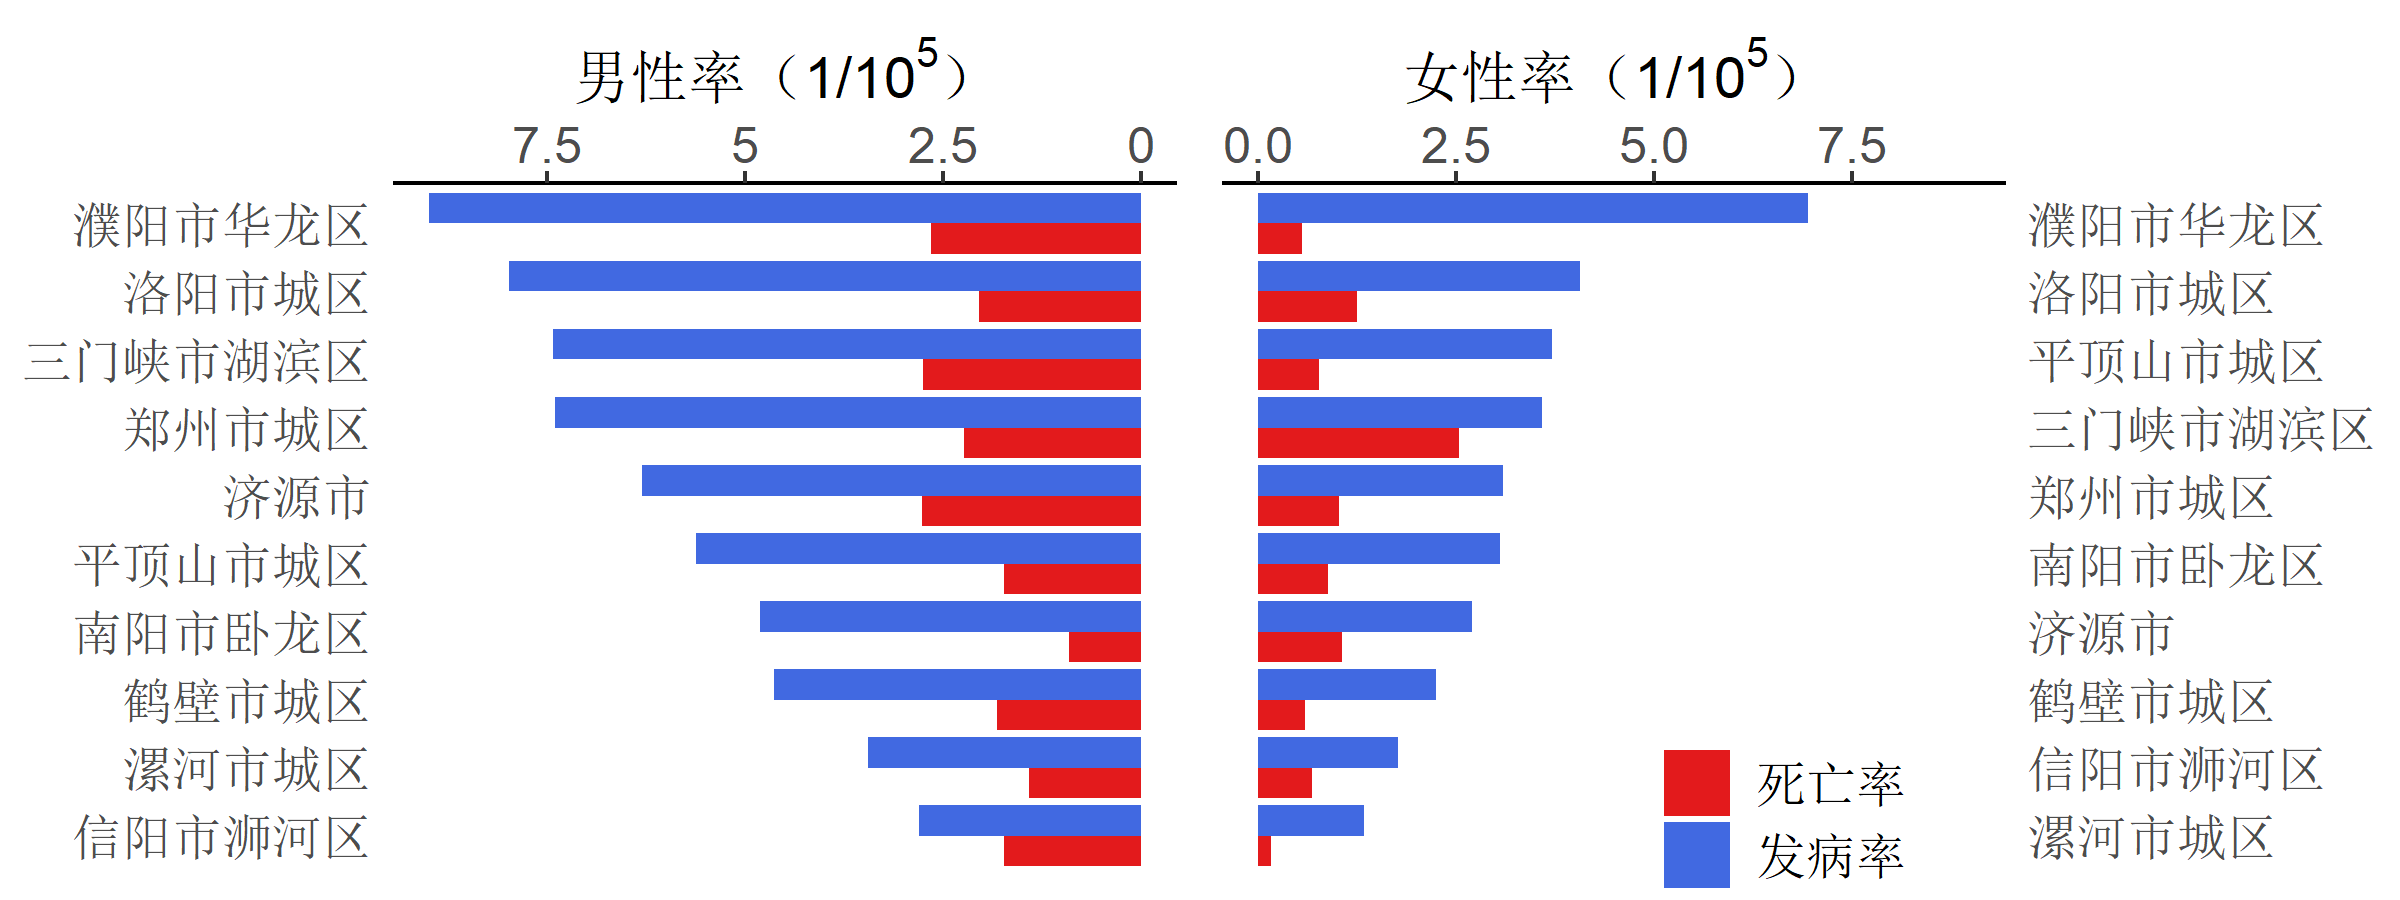 男性率（1/10⁵）
女性率（1/10⁵）
7.5 5 2.5 0
0.0 2.5 5.0 7.5
濮阳市华龙区
洛阳市城区
三门峡市湖滨区
郑州市城区
济源市
平顶山市城区
南阳市卧龙区
鹤壁市城区
漯河市城区
信阳市浉河区
濮阳市华龙区
洛阳市城区
平顶山市城区
三门峡市湖滨区
郑州市城区
南阳市卧龙区
济源市
鹤壁市城区
信阳市浉河区
漯河市城区
死亡率
发病率